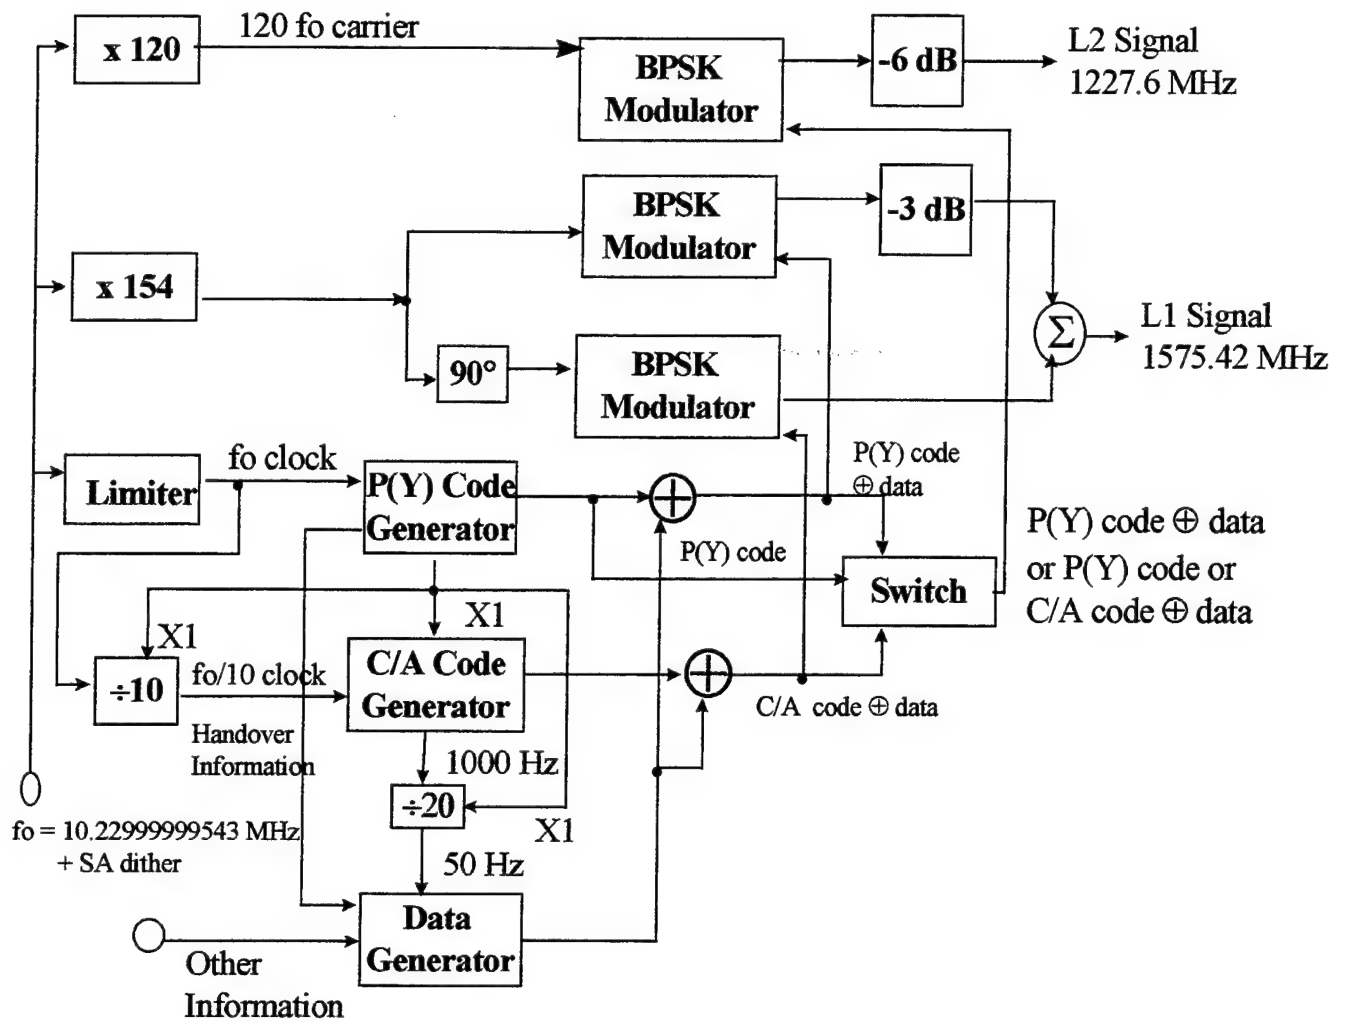 120 fo carrier
x 120
BPSK
Modulator
-6 dB
L2 Signal
1227.6 MHz
BPSK
Modulator
-3 dB
x 154
90°
BPSK
Modulator
Σ
L1 Signal
1575.42 MHz
Limiter
fo clock
P(Y) Code
Generator
P(Y) code
⊕ data
P(Y) code
Switch
P(Y) code ⊕ data
or P(Y) code or
C/A code ⊕ data
X1
X1
÷10
fo/10 clock
C/A Code
Generator
C/A code ⊕ data
Handover
Information
1000 Hz
÷20
X1
fo = 10.22999999543 MHz
+ SA dither
50 Hz
Data
Generator
Other
Information